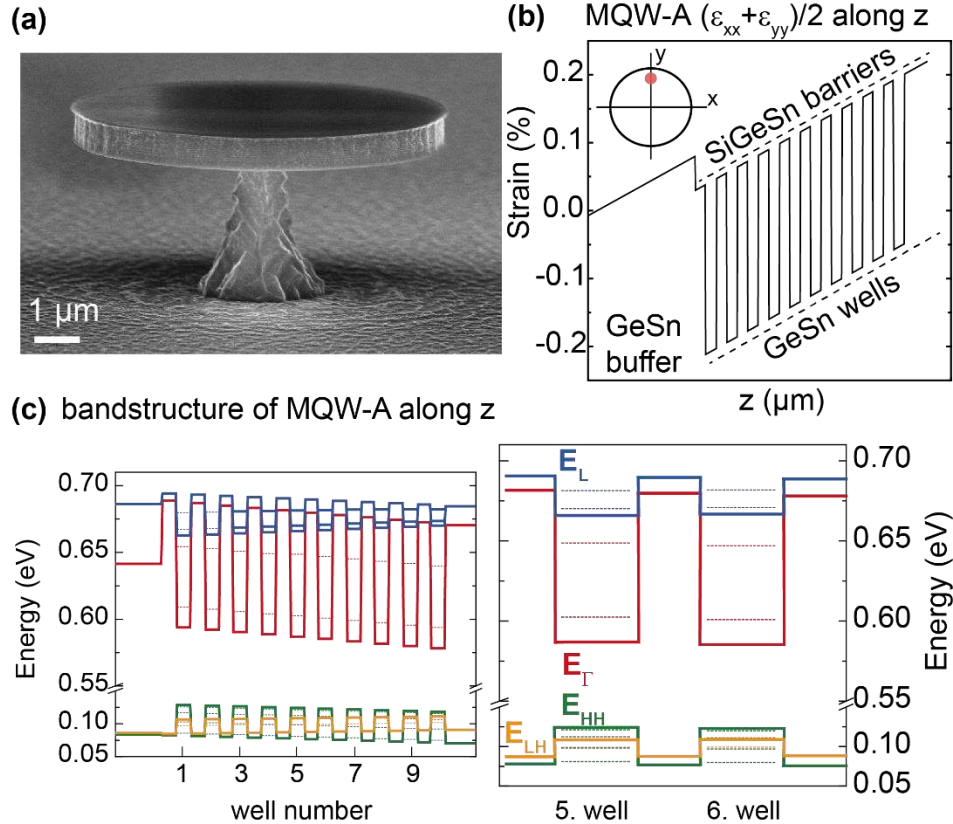 (a)
1 µm
(b) MQW-A (εxx+εyy)/2 along z
0.2
0.1
0.0
-0.1
-0.2
Strain (%)
y
x
SiGeSn barriers
GeSn wells
GeSn
buffer
z (µm)
(c) bandstructure of MQW-A along z
0.70
0.65
0.60
0.55
0.10
0.05
Energy (eV)
1 3 5 7 9
well number
EL
EΓ
EHH
ELH
0.70
0.65
0.60
0.55
0.10
0.05
Energy (eV)
5. well 6. well